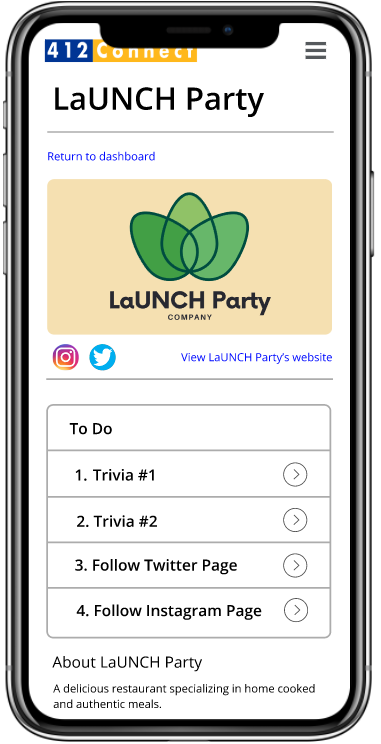 412 Connect
LaUNCH Party
Return to dashboard
LaUNCH Party
COMPANY
View LaUNCH Party's website
To Do
1. Trivia #1
2. Trivia #2
3. Follow Twitter Page
4. Follow Instagram Page
About LaUNCH Party
A delicious restaurant specializing in home cooked
and authentic meals.